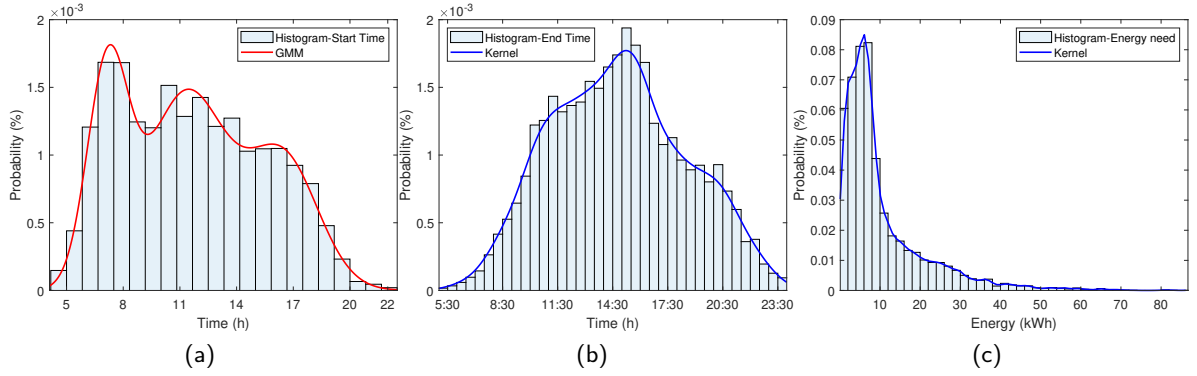 ×10⁻³
2
1.5
1
0.5
0
Probability (%)
5 8 11 14 17 20 22
Time (h)
Histogram-Start Time
GMM
(a)
×10⁻³
2
1.5
1
0.5
0
Probability (%)
5:30 8:30 11:30 14:30 17:30 20:30 23:30
Time (h)
Histogram-End Time
Kernel
(b)
0.09
0.08
0.07
0.06
0.05
0.04
0.03
0.02
0.01
0
Probability (%)
10 20 30 40 50 60 70 80
Energy (kWh)
Histogram-Energy need
Kernel
(c)